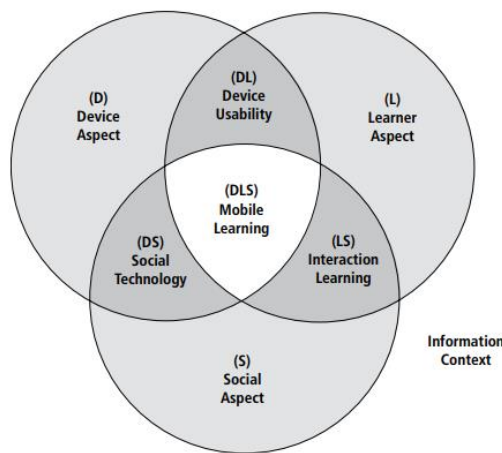 (D)
Device
Aspect
(DL)
Device
Usability
(L)
Learner
Aspect
(DLS)
Mobile
Learning
(DS)
Social
Technology
(LS)
Interaction
Learning
(S)
Social
Aspect
Information
Context